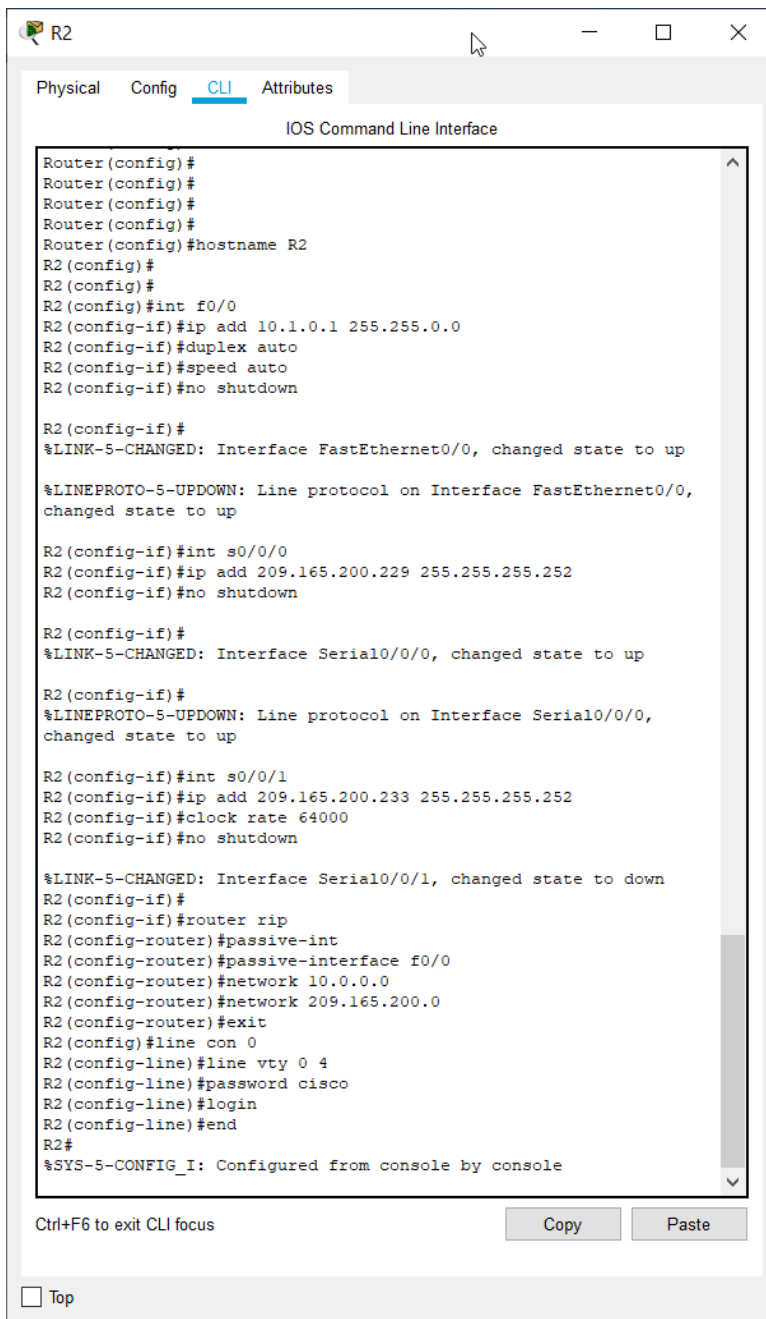 R2
Physical Config CLI Attributes
IOS Command Line Interface
Router(config)#
Router(config)#
Router(config)#
Router(config)#
Router(config)#hostname R2
R2(config)#
R2(config)#
R2(config)#int f0/0
R2(config-if)#ip add 10.1.0.1 255.255.0.0
R2(config-if)#duplex auto
R2(config-if)#speed auto
R2(config-if)#no shutdown
R2(config-if)#
%LINK-5-CHANGED: Interface FastEthernet0/0, changed state to up
%LINEPROTO-5-UPDOWN: Line protocol on Interface FastEthernet0/0,
changed state to up
R2(config-if)#int s0/0/0
R2(config-if)#ip add 209.165.200.229 255.255.255.252
R2(config-if)#no shutdown
R2(config-if)#
%LINK-5-CHANGED: Interface Serial0/0/0, changed state to up
R2(config-if)#
%LINEPROTO-5-UPDOWN: Line protocol on Interface Serial0/0/0,
changed state to up
R2(config-if)#int s0/0/1
R2(config-if)#ip add 209.165.200.233 255.255.255.252
R2(config-if)#clock rate 64000
R2(config-if)#no shutdown
%LINK-5-CHANGED: Interface Serial0/0/1, changed state to down
R2(config-if)#
R2(config-if)#router rip
R2(config-router)#passive-int
R2(config-router)#passive-interface f0/0
R2(config-router)#network 10.0.0.0
R2(config-router)#network 209.165.200.0
R2(config-router)#exit
R2(config)#line con 0
R2(config-line)#line vty 0 4
R2(config-line)#password cisco
R2(config-line)#login
R2(config-line)#end
R2#
%SYS-5-CONFIG_I: Configured from console by console
Ctrl+F6 to exit CLI focus
Copy Paste
Top